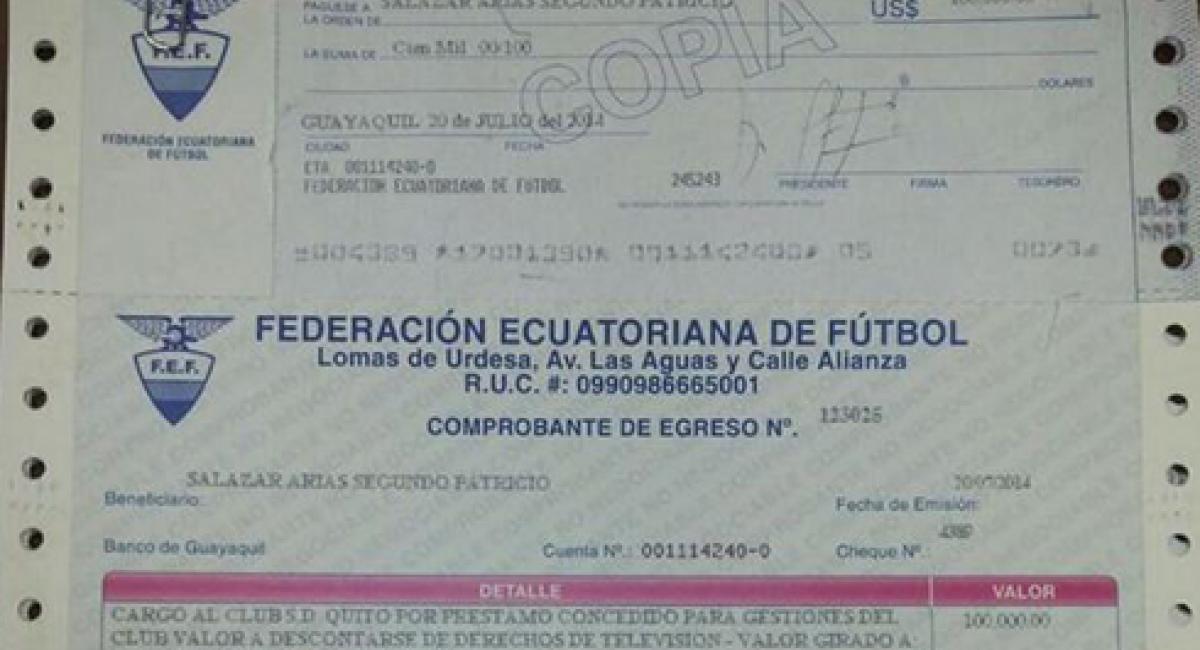 PAGUESE A SALAZAR ARIAS SEGUNDO PATRICIO US$
LA ORDEN DE
LA SUMA DE Cien Mil 00/100
COPIA
DOLARES
F.E.F.
FEDERACIÓN ECUATORIANA
DE FÚTBOL
GUAYAQUIL 20 de JULIO del 2014
CIUDAD FECHA
CTA 001114240-0
FEDERACION ECUATORIANA DE FUTBOL 245243
PRESIDENTE FIRMA TESORERO
F.E.F.
FEDERACIÓN ECUATORIANA DE FÚTBOL
Lomas de Urdesa, Av. Las Aguas y Calle Alianza
R.U.C. #: 0990986665001
COMPROBANTE DE EGRESO Nº. 123026
SALAZAR ARIAS SEGUNDO PATRICIO
Beneficiario:
Fecha de Emisión:
4389
Banco de Guayaquil Cuenta Nº.: 001114240-0 Cheque Nº.:
DETALLE VALOR
CARGO AL CLUB S.D. QUITO POR PRESTAMO CONCEDIDO PARA GESTIONES DEL 100,000.00
CLUB VALOR A DESCONTARSE DE DERECHOS DE TELEVISION - VALOR GIRADO A